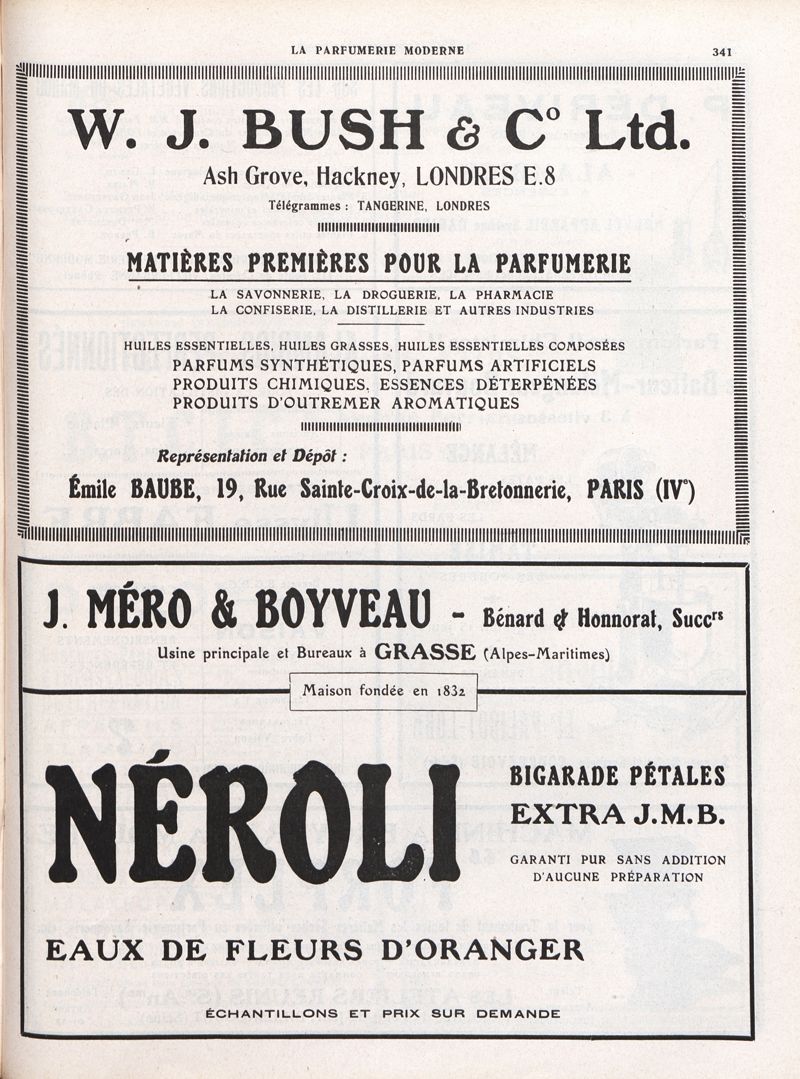 LA PARFUMERIE MODERNE 341
W. J. BUSH & Cº Ltd.
Ash Grove, Hackney, LONDRES E.8
Télégrammes : TANGERINE, LONDRES
MATIÈRES PREMIÈRES POUR LA PARFUMERIE
LA SAVONNERIE, LA DROGUERIE, LA PHARMACIE
LA CONFISERIE, LA DISTILLERIE ET AUTRES INDUSTRIES
HUILES ESSENTIELLES, HUILES GRASSES, HUILES ESSENTIELLES COMPOSÉES
PARFUMS SYNTHÉTIQUES, PARFUMS ARTIFICIELS
PRODUITS CHIMIQUES, ESSENCES DÉTERPÉNÉES
PRODUITS D'OUTREMER AROMATIQUES
Représentation et Dépôt :
Émile BAUBE, 19, Rue Sainte-Croix-de-la-Bretonnerie, PARIS (IVº)
J. MÉRO & BOYVEAU - Bénard & Honnorat, Succrs
Usine principale et Bureaux à GRASSE (Alpes-Maritimes)
Maison fondée en 1832
NÉROLI
BIGARADE PÉTALES
EXTRA J.M.B.
GARANTI PUR SANS ADDITION
D'AUCUNE PRÉPARATION
EAUX DE FLEURS D'ORANGER
ÉCHANTILLONS ET PRIX SUR DEMANDE